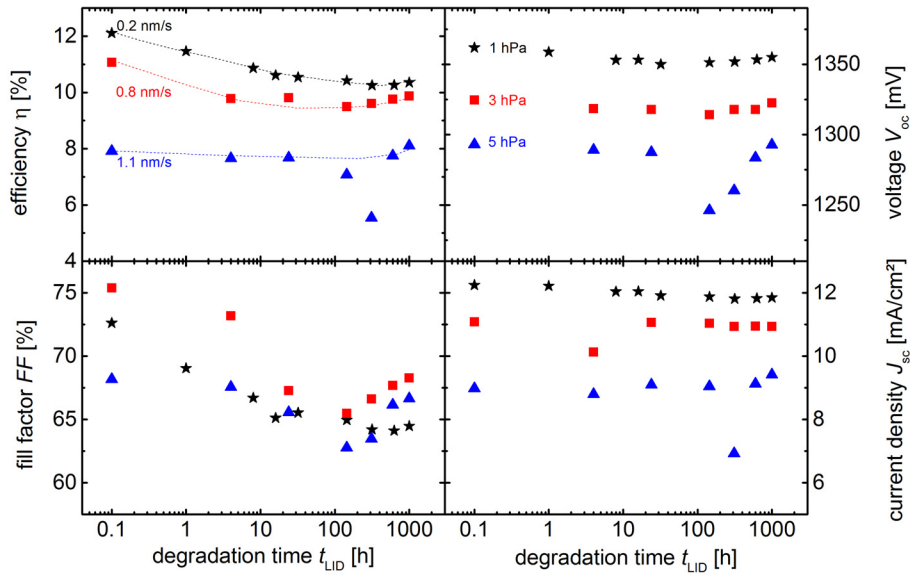 efficiency η [%]
12
10
8
6
4
0.2 nm/s
0.8 nm/s
1.1 nm/s
1 hPa
3 hPa
5 hPa
1350
1300
1250
voltage Voc [mV]
fill factor FF [%]
75
70
65
60
12
10
8
6
current density Jsc [mA/cm²]
0.1 1 10 100 1000
0.1 1 10 100 1000
degradation time tLID [h]
degradation time tLID [h]